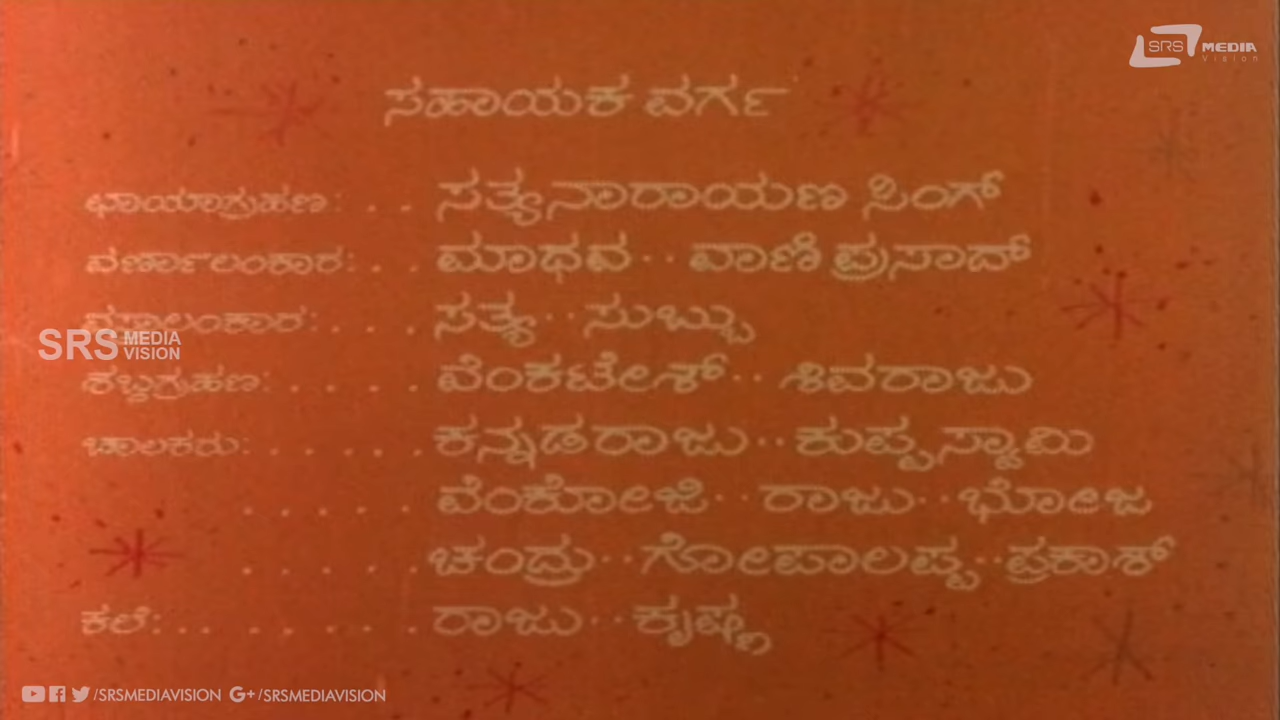 SRS MEDIA
Vision
ಸಹಾಯಕ ವರ್ಗ
ಛಾಯಾಗ್ರಹಣ: . . ಸತ್ಯನಾರಾಯಣ ಸಿಂಗ್
ವರ್ಣಾಲಂಕಾರ: . . ಮಾಧವ·· ವಾಣಿ ಪ್ರಸಾದ್
. . . . ಸತ್ಯ·· ಸುಬ್ಬು
SRS MEDIA VISION
ಶಬ್ದಗ್ರಹಣ: . . . . ವೆಂಕಟೇಶ್·· ಶಿವರಾಜು
ಚಾಲಕರು: . . . . . . ಕನ್ನಡರಾಜು·· ಕುಪ್ಪಸ್ವಾಮಿ
. . . . . ವೆಂಕೋಜಿ·· ರಾಜು·· ಭೋಜ
. . . . . ಚಂದ್ರು·· ಗೋಪಾಲಪ್ಪ·· ಪ್ರಕಾಶ್
ಕಲೆ: . . . . . . . ರಾಜು·· ಕೃಷ್ಣ
/SRSMEDIAVISION G+/SRSMEDIAVISION